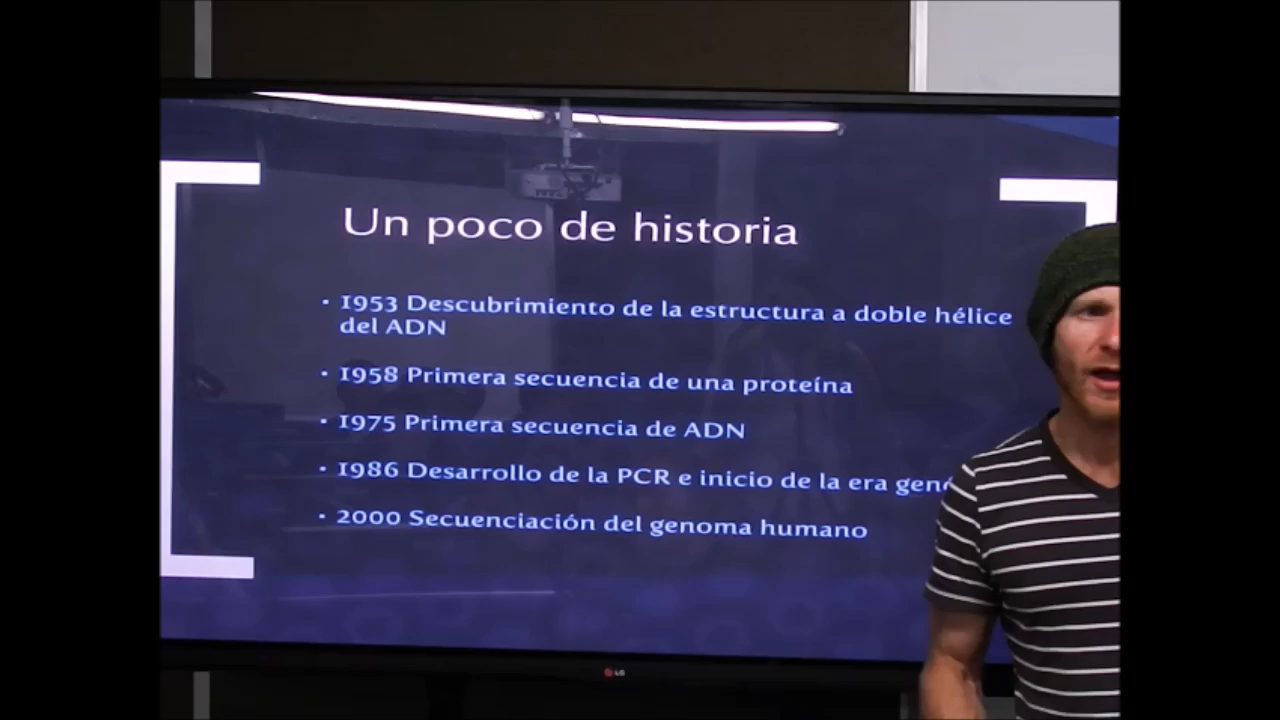 Un poco de historia
• 1953 Descubrimiento de la estructura a doble hélice
del ADN
• 1958 Primera secuencia de una proteína
• 1975 Primera secuencia de ADN
• 1986 Desarrollo de la PCR e inicio de la era
• 2000 Secuenciación del genoma humano
LG